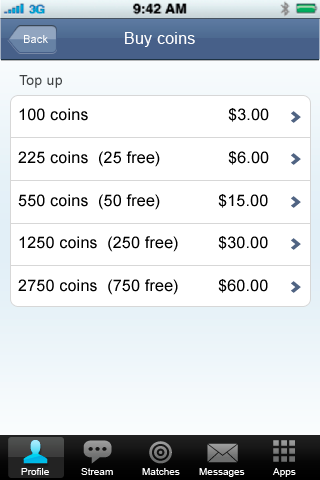 3G 9:42 AM
Back Buy coins
Top up
100 coins $3.00
225 coins (25 free) $6.00
550 coins (50 free) $15.00
1250 coins (250 free) $30.00
2750 coins (750 free) $60.00
Profile Stream Matches Messages Apps